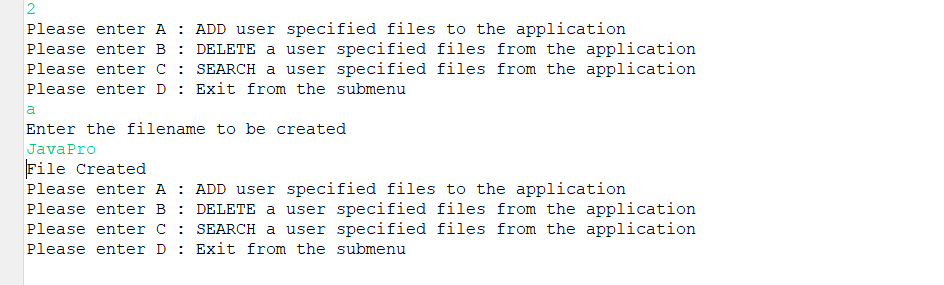 2
Please enter A : ADD user specified files to the application
Please enter B : DELETE a user specified files from the application
Please enter C : SEARCH a user specified files from the application
Please enter D : Exit from the submenu
a
Enter the filename to be created
JavaPro
File Created
Please enter A : ADD user specified files to the application
Please enter B : DELETE a user specified files from the application
Please enter C : SEARCH a user specified files from the application
Please enter D : Exit from the submenu